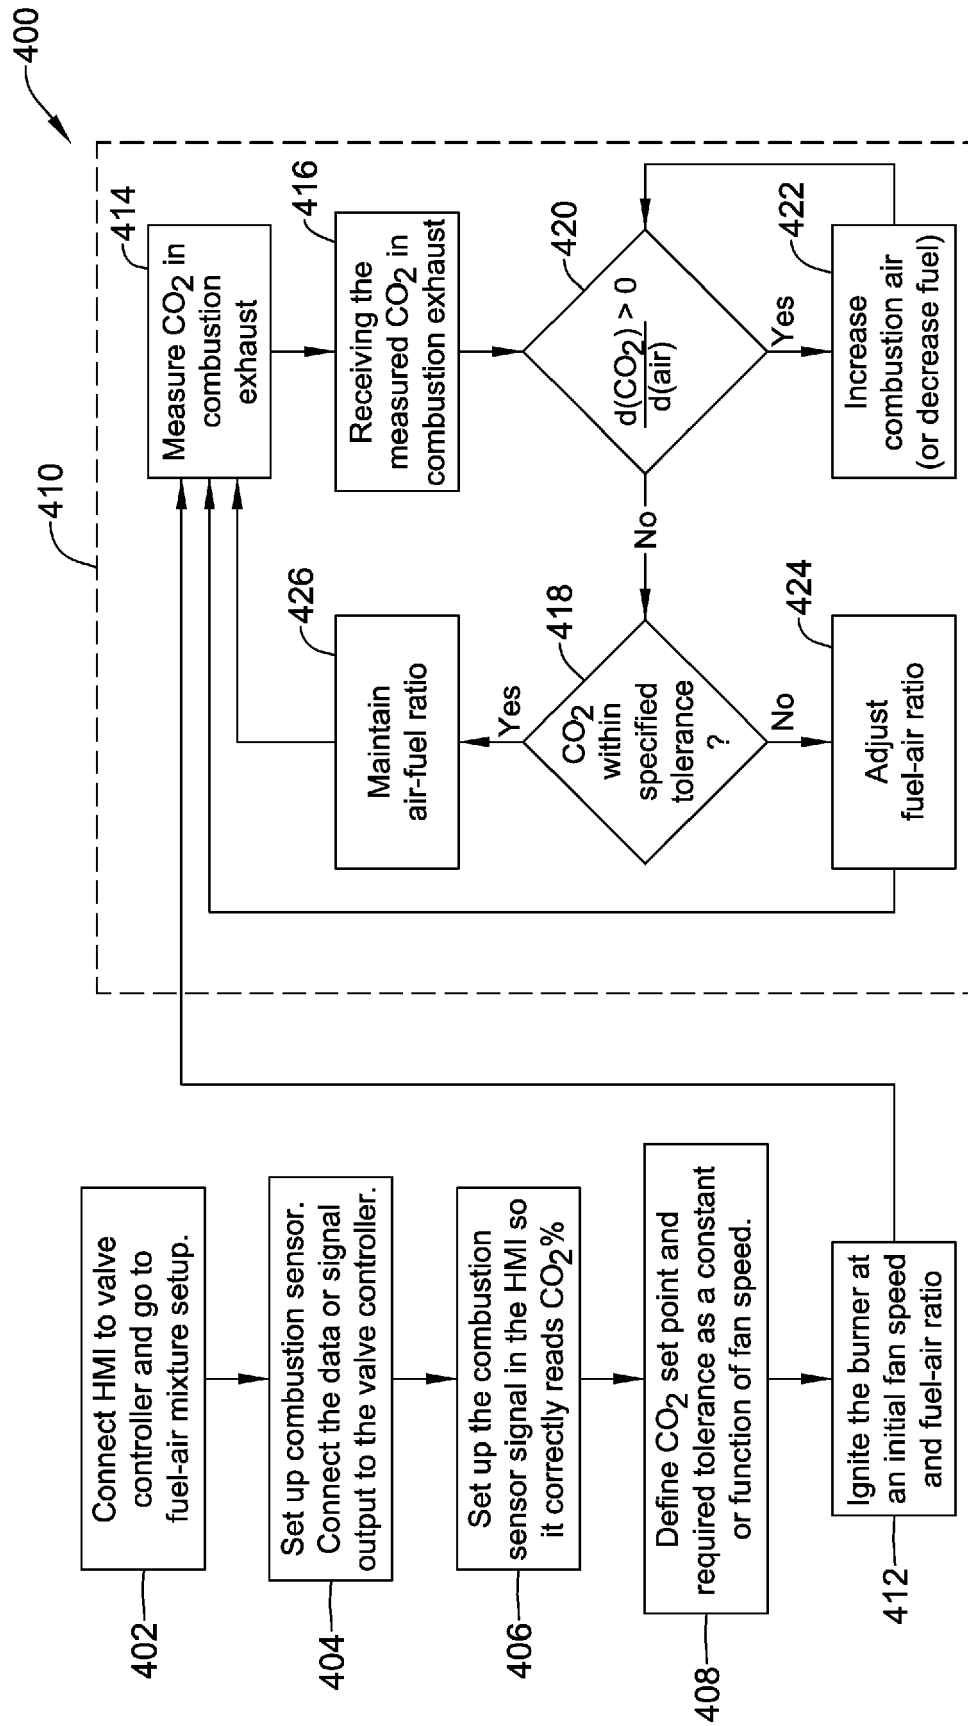 400
402
Connect HMI to valve
controller and go to
fuel-air mixture setup.
404
Set up combustion sensor.
Connect the data or signal
output to the valve controller.
406
Set up the combustion
sensor signal in the HMI so
it correctly reads CO2%
408
Define CO2 set point and
required tolerance as a constant
or function of fan speed.
412
Ignite the burner at
an initial fan speed
and fuel-air ratio
410
414
Measure CO2 in
combustion
exhaust
416
Receiving the
measured CO2 in
combustion exhaust
420
d(CO2) > 0
d(air)
Yes
No
422
Increase
combustion air
(or decrease fuel)
418
CO2
within
specified
tolerance
?
Yes
No
426
Maintain
air-fuel ratio
424
Adjust
fuel-air ratio